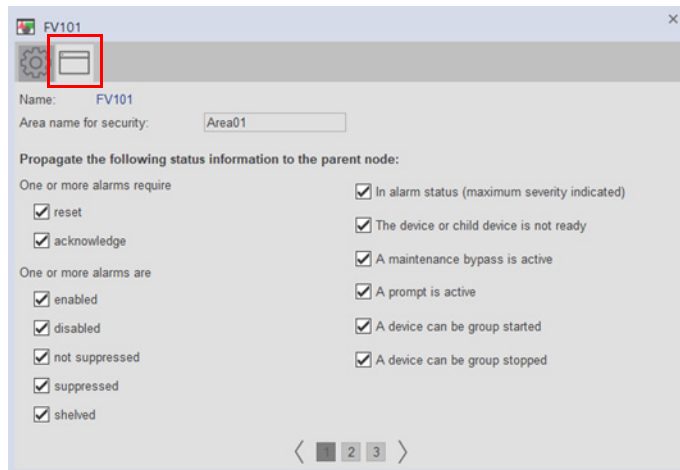 FV101
Name: FV101
Area name for security: Area01
Propagate the following status information to the parent node:
One or more alarms require
reset
acknowledge
One or more alarms are
enabled
disabled
not suppressed
suppressed
shelved
In alarm status (maximum severity indicated)
The device or child device is not ready
A maintenance bypass is active
A prompt is active
A device can be group started
A device can be group stopped
1 2 3